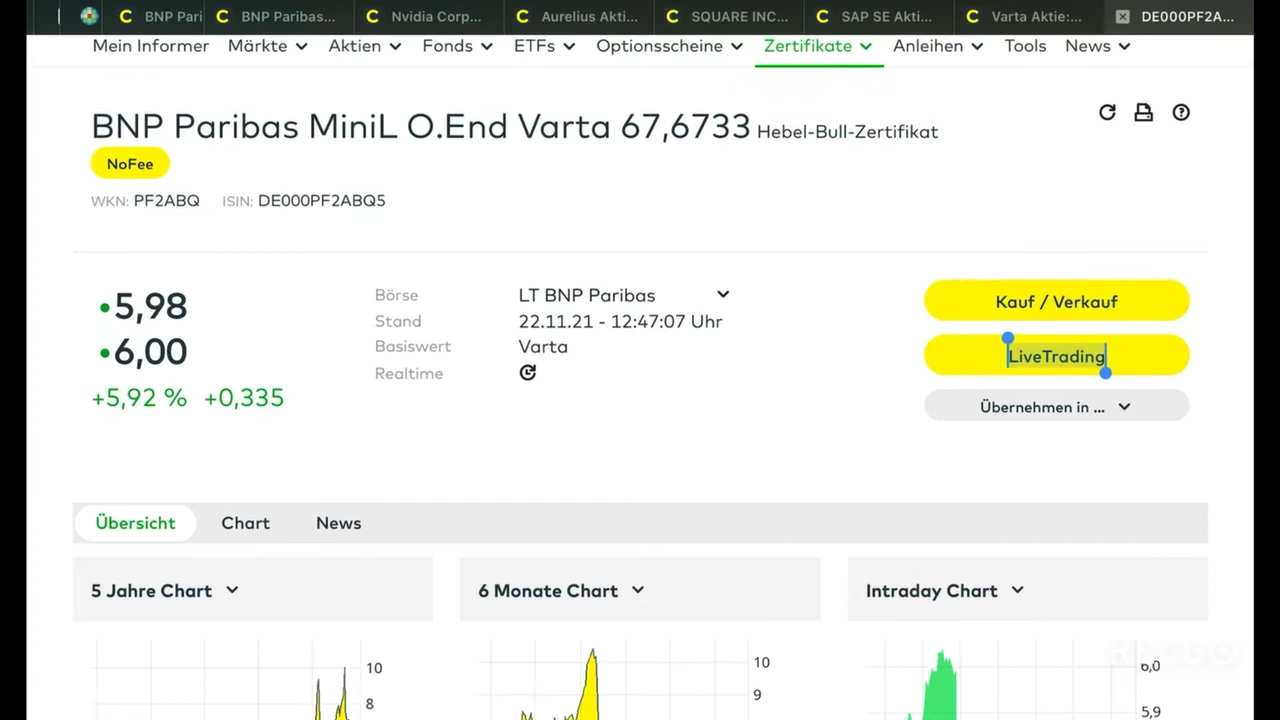 BNP Pari
BNP Paribas...
Nvidia Corp...
Aurelius Akti...
SQUARE INC...
SAP SE Akti...
Varta Aktie:...
DE000PF2A...
Mein Informer Märkte Aktien Fonds ETFs Optionsscheine Zertifikate Anleihen Tools News
BNP Paribas MiniL O.End Varta 67,6733 Hebel-Bull-Zertifikat
NoFee
WKN: PF2ABQ ISIN: DE000PF2ABQ5
5,98
6,00
+5,92 % +0,335
Börse LT BNP Paribas
Stand 22.11.21 - 12:47:07 Uhr
Basiswert Varta
Realtime
Kauf / Verkauf
LiveTrading
Übernehmen in ...
Übersicht Chart News
5 Jahre Chart
6 Monate Chart
Intraday Chart
10
8
10
9
6,0
5,9